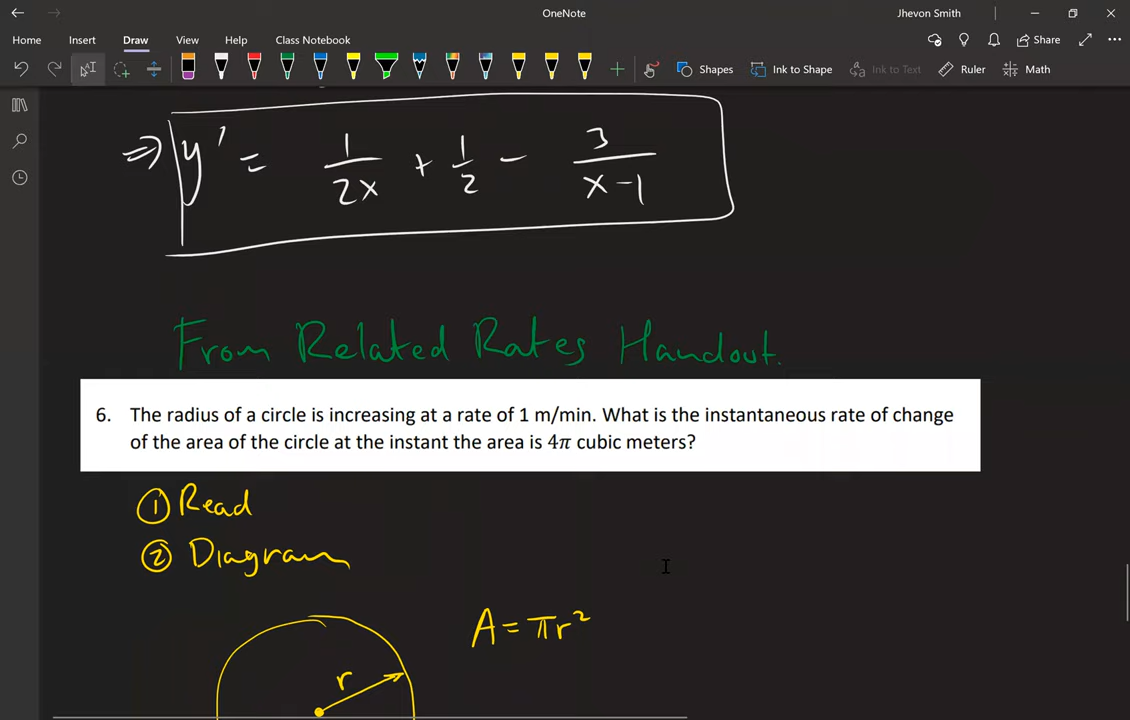 OneNote
Jhevon Smith
Home Insert Draw View Help Class Notebook
Share
Shapes Ink to Shape Ink to Text Ruler Math
⇒ y' = 1/2x + 1/2 - 3/x-1
From Related Rates Handout.
6. The radius of a circle is increasing at a rate of 1 m/min. What is the instantaneous rate of change
of the area of the circle at the instant the area is 4π cubic meters?
① Read
② Diagram
A = πr²
r